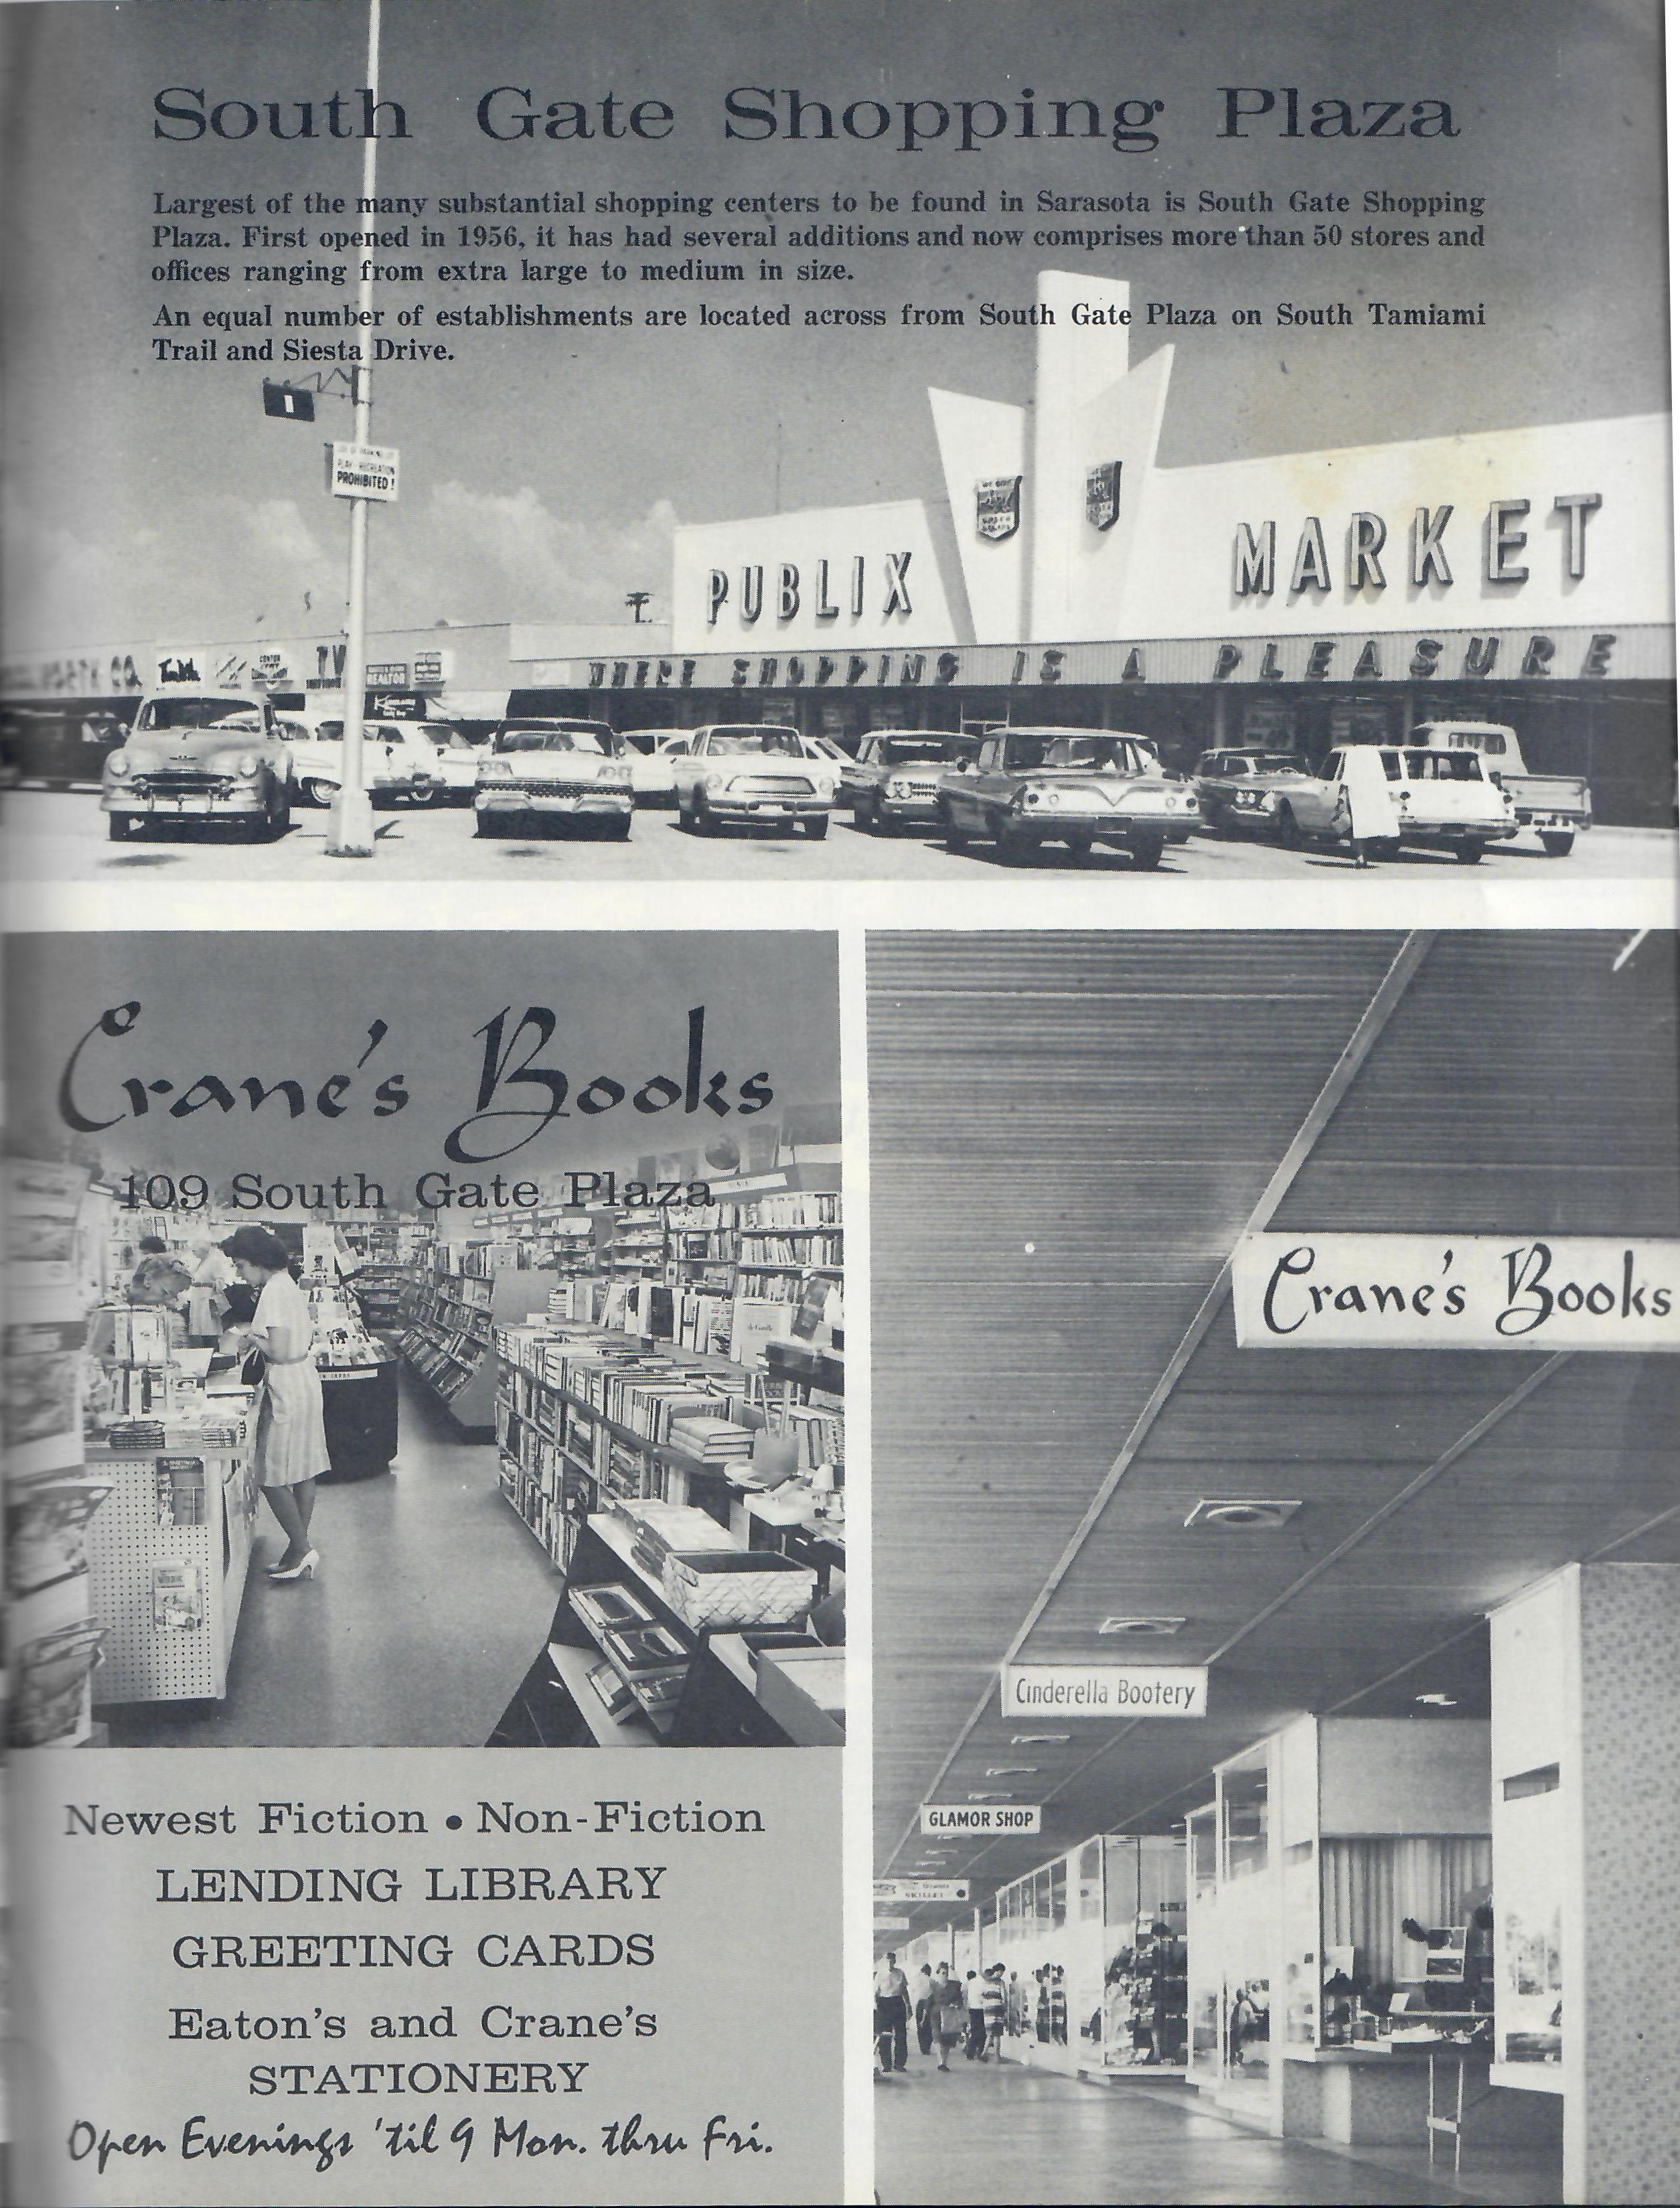 South Gate Shopping Plaza
Largest of the many substantial shopping centers to be found in Sarasota is South Gate Shopping
Plaza. First opened in 1956, it has had several additions and now comprises more than 50 stores and
offices ranging from extra large to medium in size.
An equal number of establishments are located across from South Gate Plaza on South Tamiami
Trail and Siesta Drive.
1
PROHIBITED!
PUBLIX MARKET
WHERE SHOPPING IS A PLEASURE
CO.
TV
REALTOR
Crane's Books
109 South Gate Plaza
Newest Fiction • Non-Fiction
LENDING LIBRARY
GREETING CARDS
Eaton's and Crane's
STATIONERY
Open Evenings 'til 9 Mon. thru Fri.
Crane's Books
Cinderella Bootery
GLAMOR SHOP
SKILLET